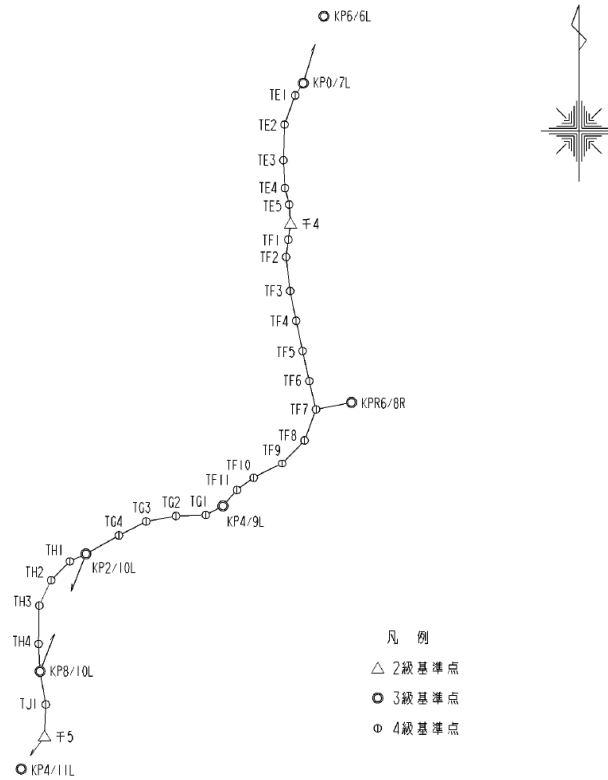 KP6/6L
KP0/7L
TE1
TE2
TE3
TE4
TE5
千4
TF1
TF2
TF3
TF4
TF5
TF6
TF7
KPR6/8R
TF8
TF9
TF10
TF11
KP4/9L
TG1
TG2
TG3
TG4
KP2/10L
TH1
TH2
TH3
TH4
KP8/10L
TJ1
千5
KP4/11L
凡 例
2級基準点
3級基準点
4級基準点